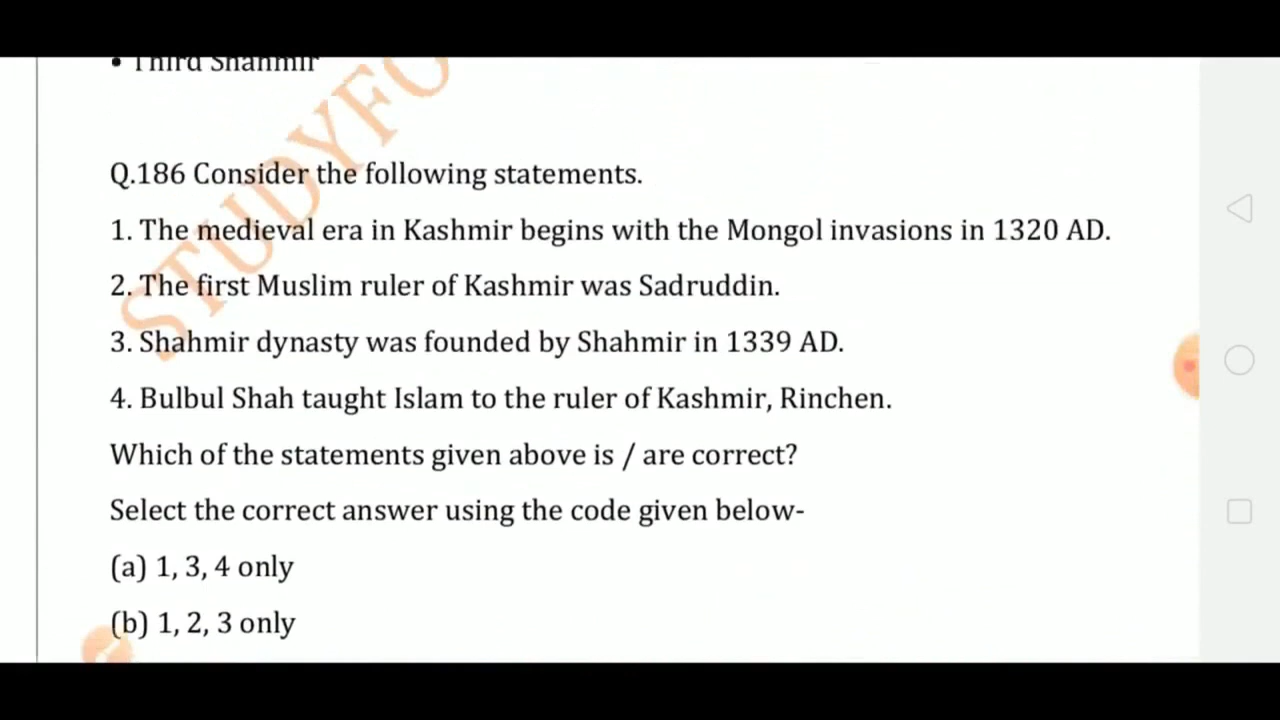 • Third Shahmir
STUDYFO
Q.186 Consider the following statements.
1. The medieval era in Kashmir begins with the Mongol invasions in 1320 AD.
2. The first Muslim ruler of Kashmir was Sadruddin.
3. Shahmir dynasty was founded by Shahmir in 1339 AD.
4. Bulbul Shah taught Islam to the ruler of Kashmir, Rinchen.
Which of the statements given above is / are correct?
Select the correct answer using the code given below-
(a) 1, 3, 4 only
(b) 1, 2, 3 only